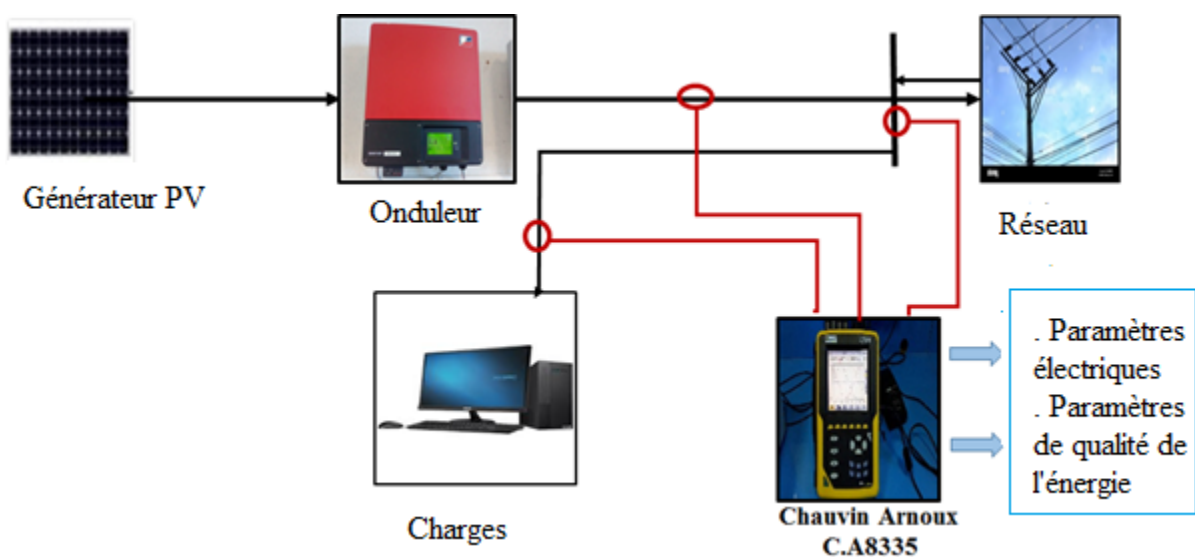 Générateur PV
Onduleur
Réseau
Charges
. Paramètres
électriques
. Paramètres
de qualité de
l'énergie
Chauvin Arnoux
C.A8335